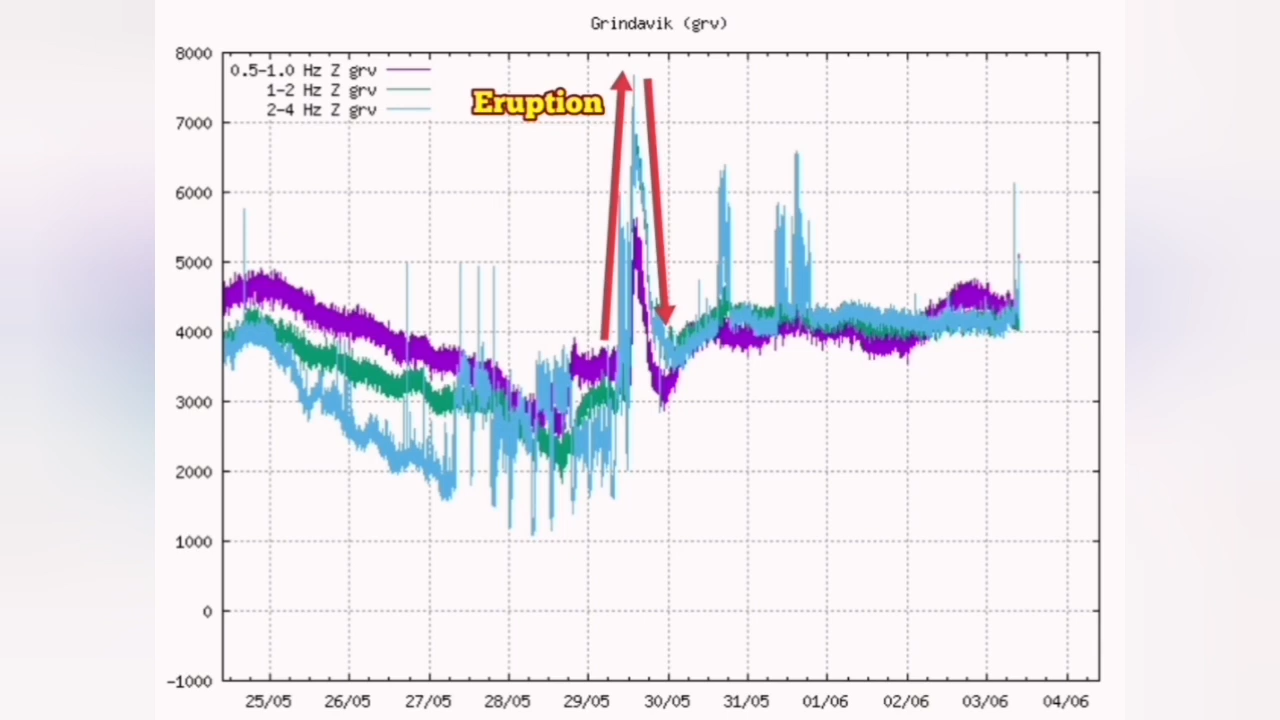 Grindavik (grv)
8000
0.5-1.0 Hz Z grv
1-2 Hz Z grv
2-4 Hz Z grv
Eruption
7000
6000
5000
4000
3000
2000
1000
0
-1000
25/05 26/05 27/05 28/05 29/05 30/05 31/05 01/06 02/06 03/06 04/06